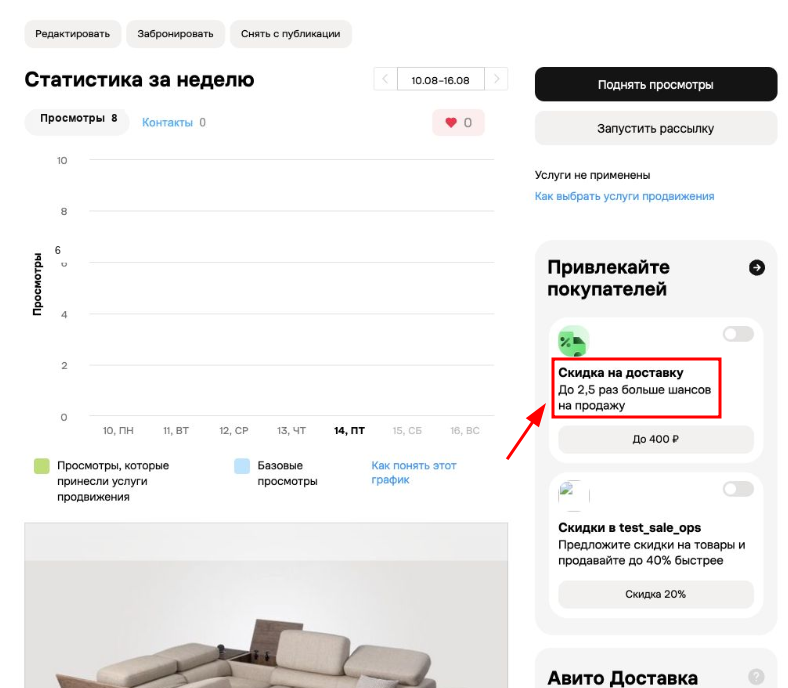 Редактировать
Забронировать
Снять с публикации
Статистика за неделю
10.08–16.08
Просмотры 8
Контакты 0
0
10
8
6
6
4
2
0
Просмотры
10, ПН
11, ВТ
12, СР
13, ЧТ
14, ПТ
15, СБ
16, ВС
Просмотры, которые
принесли услуги
продвижения
Базовые
просмотры
Как понять этот
график
Поднять просмотры
Запустить рассылку
Услуги не применены
Как выбрать услуги продвижения
Привлекайте
покупателей
Скидка на доставку
До 2,5 раз больше шансов
на продажу
До 400 ₽
Скидки в test_sale_ops
Предложите скидки на товары и
продавайте до 40% быстрее
Скидка 20%
Авито Доставка
?